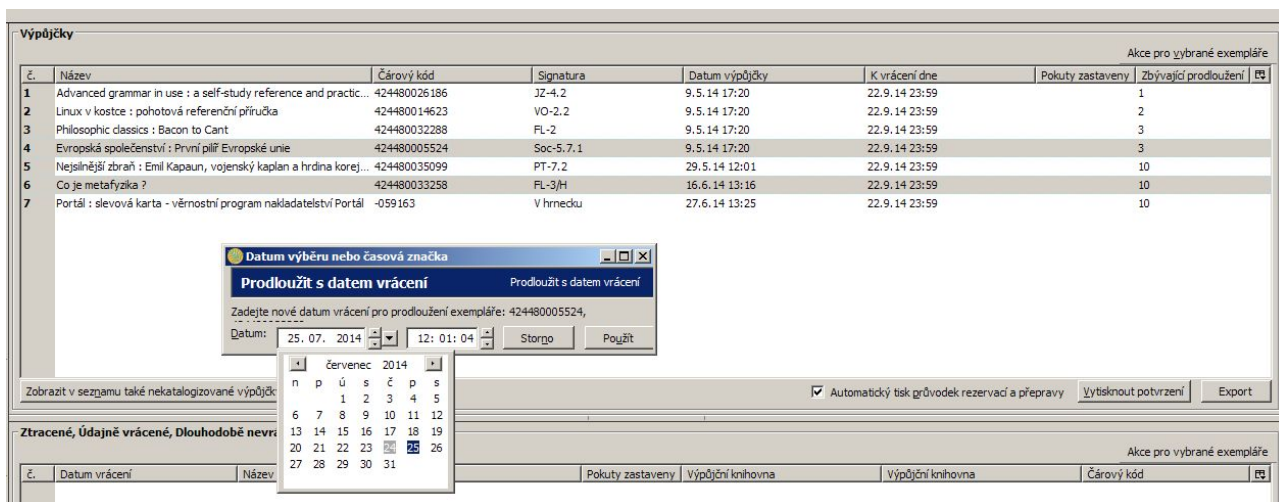 Výpůjčky
Akce pro vybrané exempláře
č. Název Čárový kód Signatura Datum výpůjčky K vrácení dne Pokuty zastaveny Zbývající prodloužení
1 Advanced grammar in use : a self-study reference and practic... 424480026186 JZ-4.2 9.5.14 17:20 22.9.14 23:59 1
2 Linux v kostce : pohotová referenční příručka 424480014623 VO-2.2 9.5.14 17:20 22.9.14 23:59 2
3 Philosophic classics : Bacon to Cant 424480032288 FL-2 9.5.14 17:20 22.9.14 23:59 3
4 Evropská společenství : První pilíř Evropské unie 424480005524 Soc-5.7.1 9.5.14 17:20 22.9.14 23:59 3
5 Nejsilnější zbraň : Emil Kapaun, vojenský kaplan a hrdina korej... 424480035099 PT-7.2 29.5.14 12:01 22.9.14 23:59 10
6 Co je metafyzika ? 424480033258 FL-3/H 16.6.14 13:16 22.9.14 23:59 10
7 Portál : slevová karta - věrnostní program nakladatelství Portál -059163 V hrnecku 27.6.14 13:25 22.9.14 23:59 10
Datum výběru nebo časová značka
Prodloužit s datem vrácení Prodloužit s datem vrácení
Zadejte nové datum vrácení pro prodloužení exempláře: 424480005524,
Datum: 25. 07. 2014 12: 01: 04 Storno Použít
červenec 2014
n p ú s č p s
1 2 3 4 5
6 7 8 9 10 11 12
13 14 15 16 17 18 19
20 21 22 23 24 25 26
27 28 29 30 31
Zobrazit v seznamu také nekatalogizované výpůjčk Automatický tisk průvodek rezervací a přepravy Vytisknout potvrzení Export
Ztracené, Údajně vrácené, Dlouhodobě nevr
Akce pro vybrané exempláře
č. Datum vrácení Název Pokuty zastaveny Výpůjční knihovna Výpůjční knihovna Čárový kód